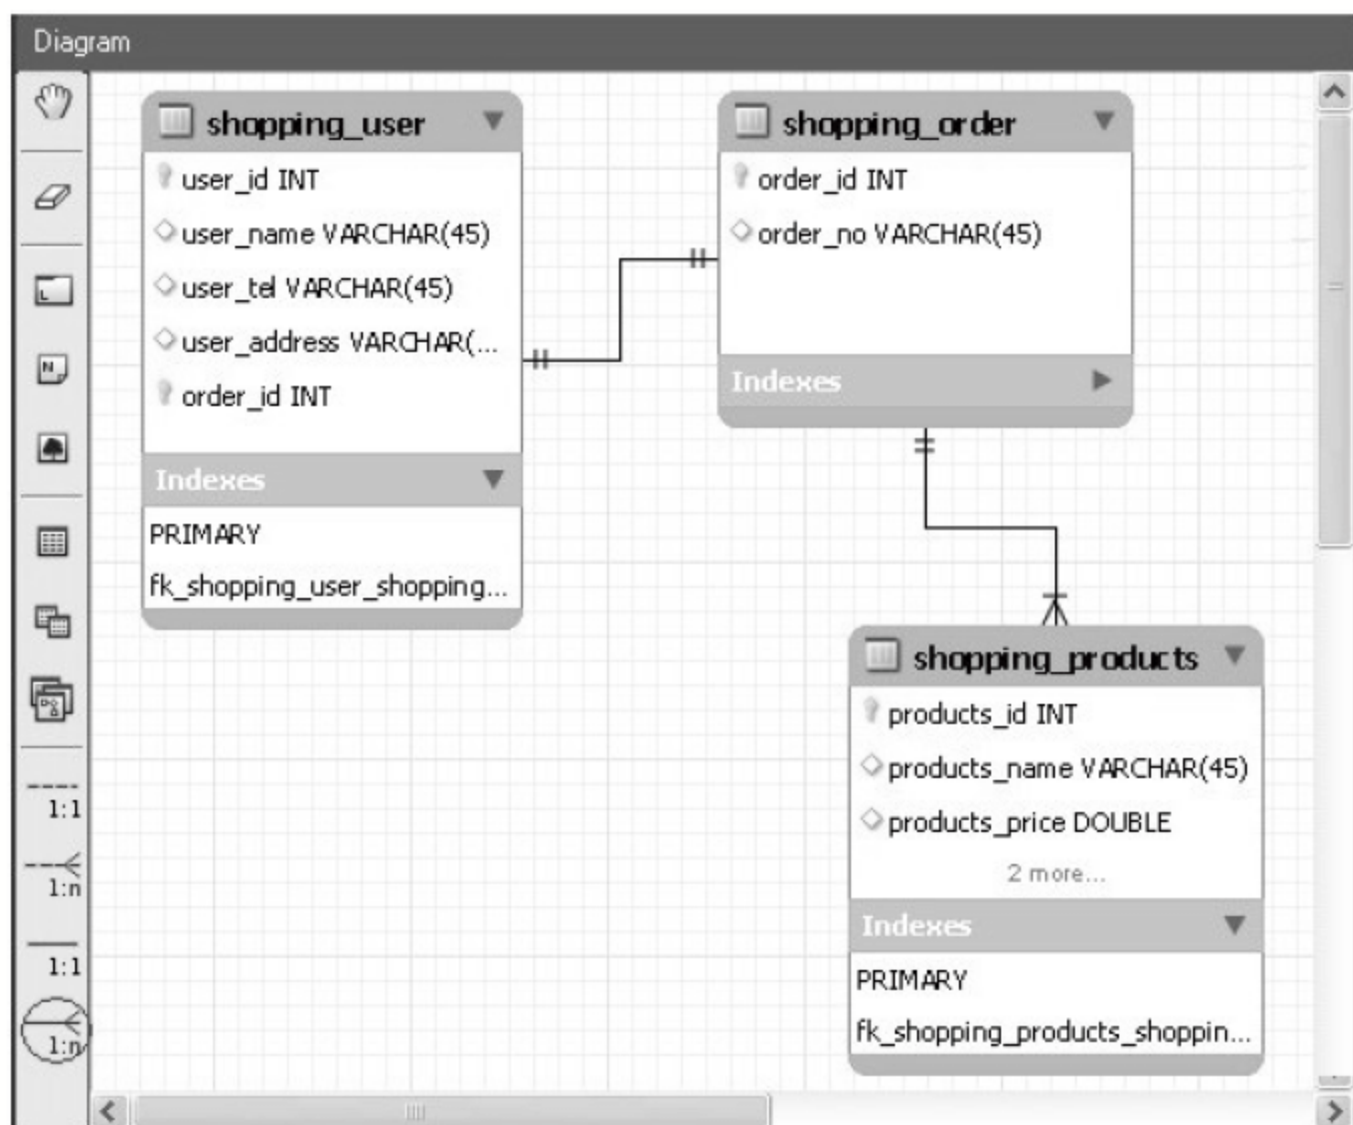 Diagram
shopping_user
user_id INT
user_name VARCHAR(45)
user_tel VARCHAR(45)
user_address VARCHAR(...
order_id INT
Indexes
PRIMARY
fk_shopping_user_shopping...
shopping_order
order_id INT
order_no VARCHAR(45)
Indexes
shopping_products
products_id INT
products_name VARCHAR(45)
products_price DOUBLE
2 more...
Indexes
PRIMARY
fk_shopping_products_shoppin...
L
N
1:1
1:n
1:1
1:n